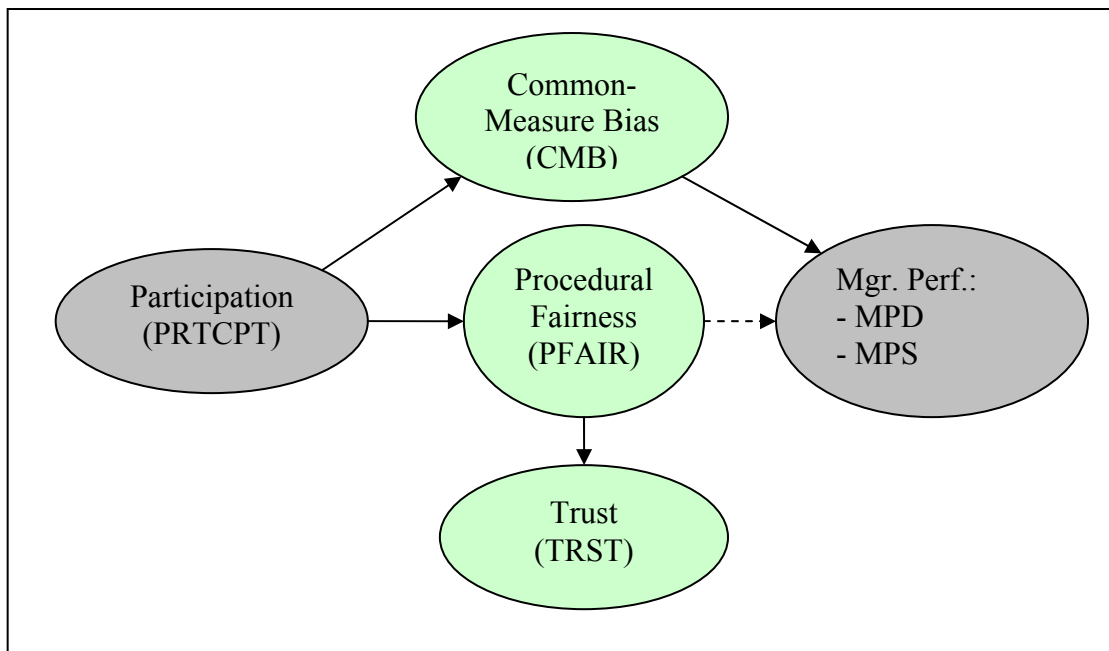 Common-
Measure Bias
(CMB)
Participation
(PRTCPT)
Procedural
Fairness
(PFAIR)
Mgr. Perf.:
- MPD
- MPS
Trust
(TRST)